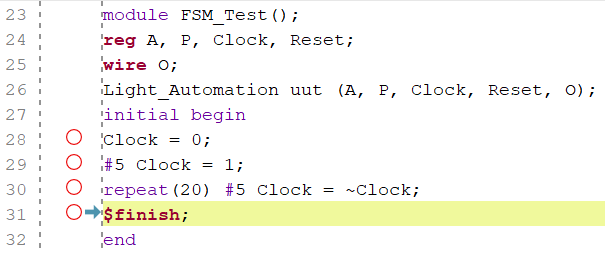 23 module FSM_Test();
24 reg A, P, Clock, Reset;
25 wire O;
26 Light_Automation uut (A, P, Clock, Reset, O);
27 initial begin
28 Clock = 0;
29 #5 Clock = 1;
30 repeat(20) #5 Clock = ~Clock;
31 $finish;
32 end